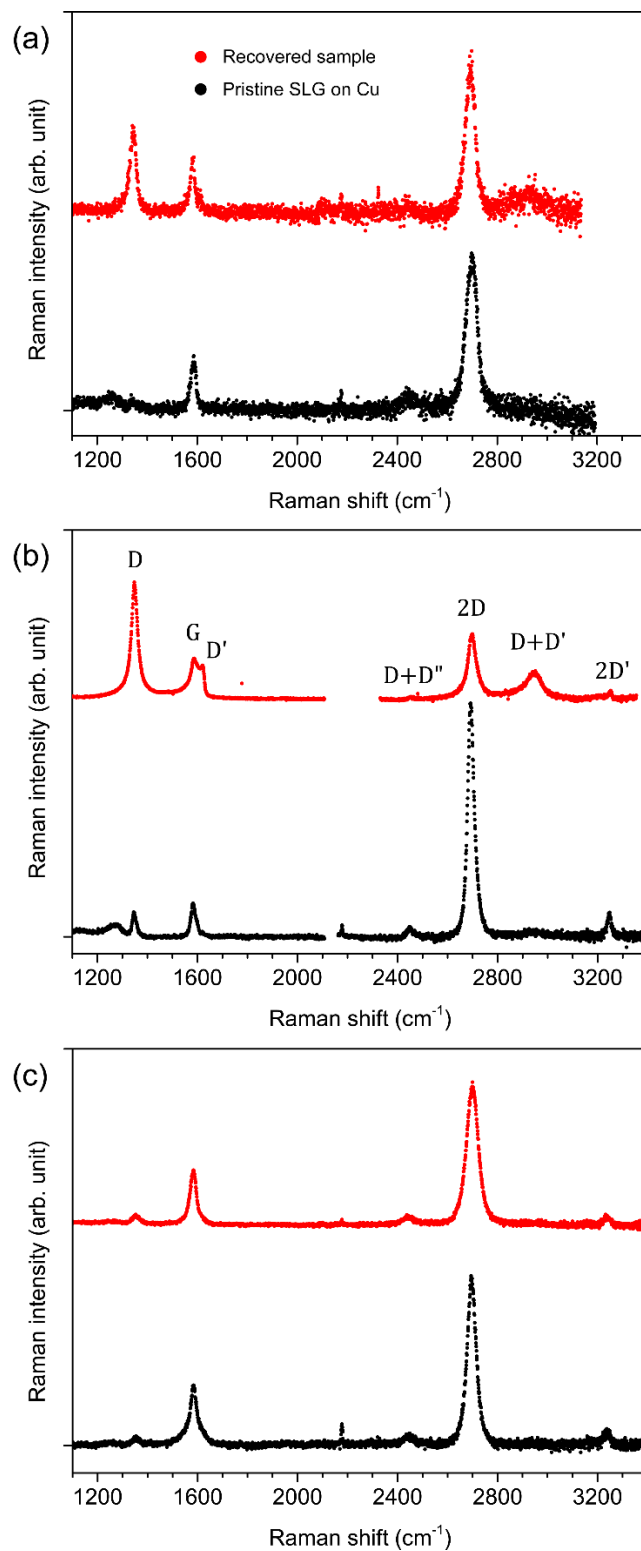 (a)
Recovered sample
Pristine SLG on Cu
Raman intensity (arb. unit)
1200 1600 2000 2400 2800 3200
Raman shift (cm⁻¹)
(b)
D
G
D'
D+D"
2D
D+D'
2D'
Raman intensity (arb. unit)
1200 1600 2000 2400 2800 3200
Raman shift (cm⁻¹)
(c)
Raman intensity (arb. unit)
1200 1600 2000 2400 2800 3200
Raman shift (cm⁻¹)